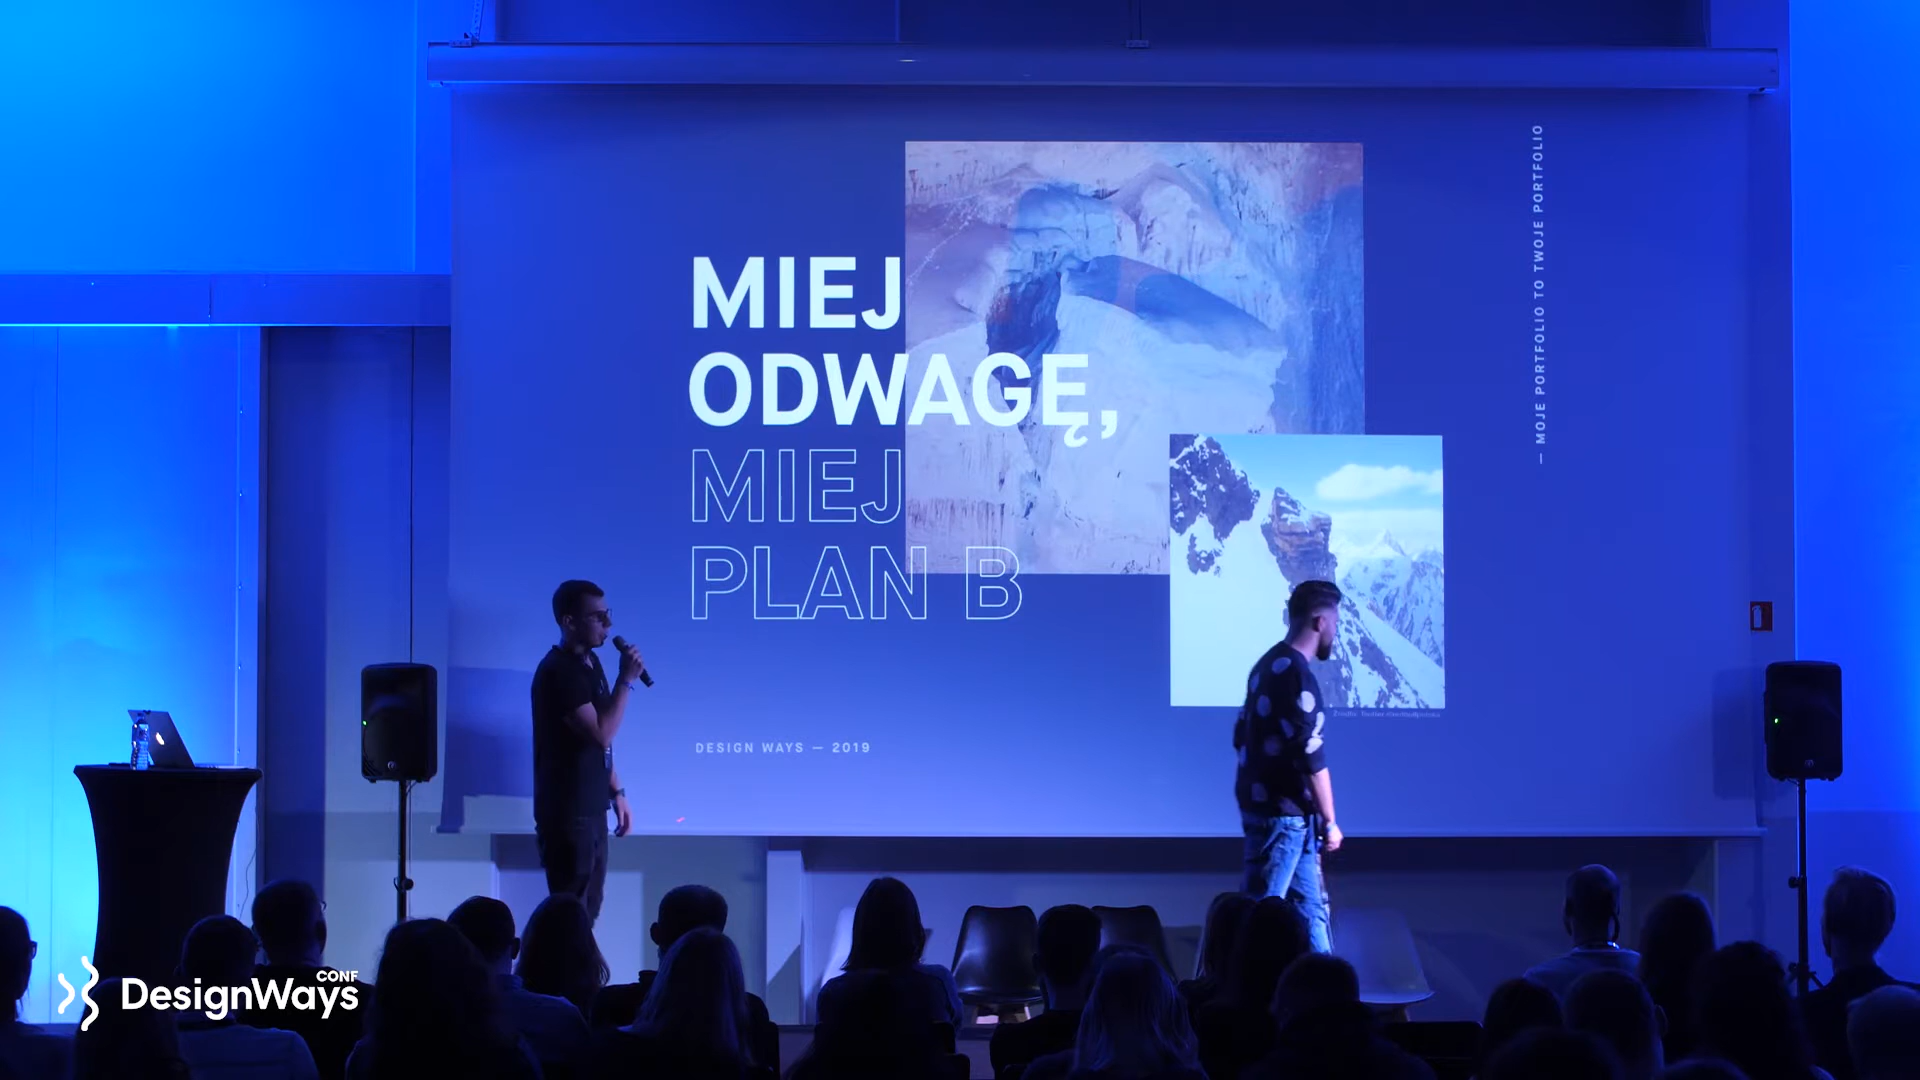 — MOJE PORTFOLIO TO TWOJE PORTFOLIO
MIEJ
ODWAGĘ,
MIEJ
PLAN B
DESIGN WAYS — 2019
DesignWays CONF